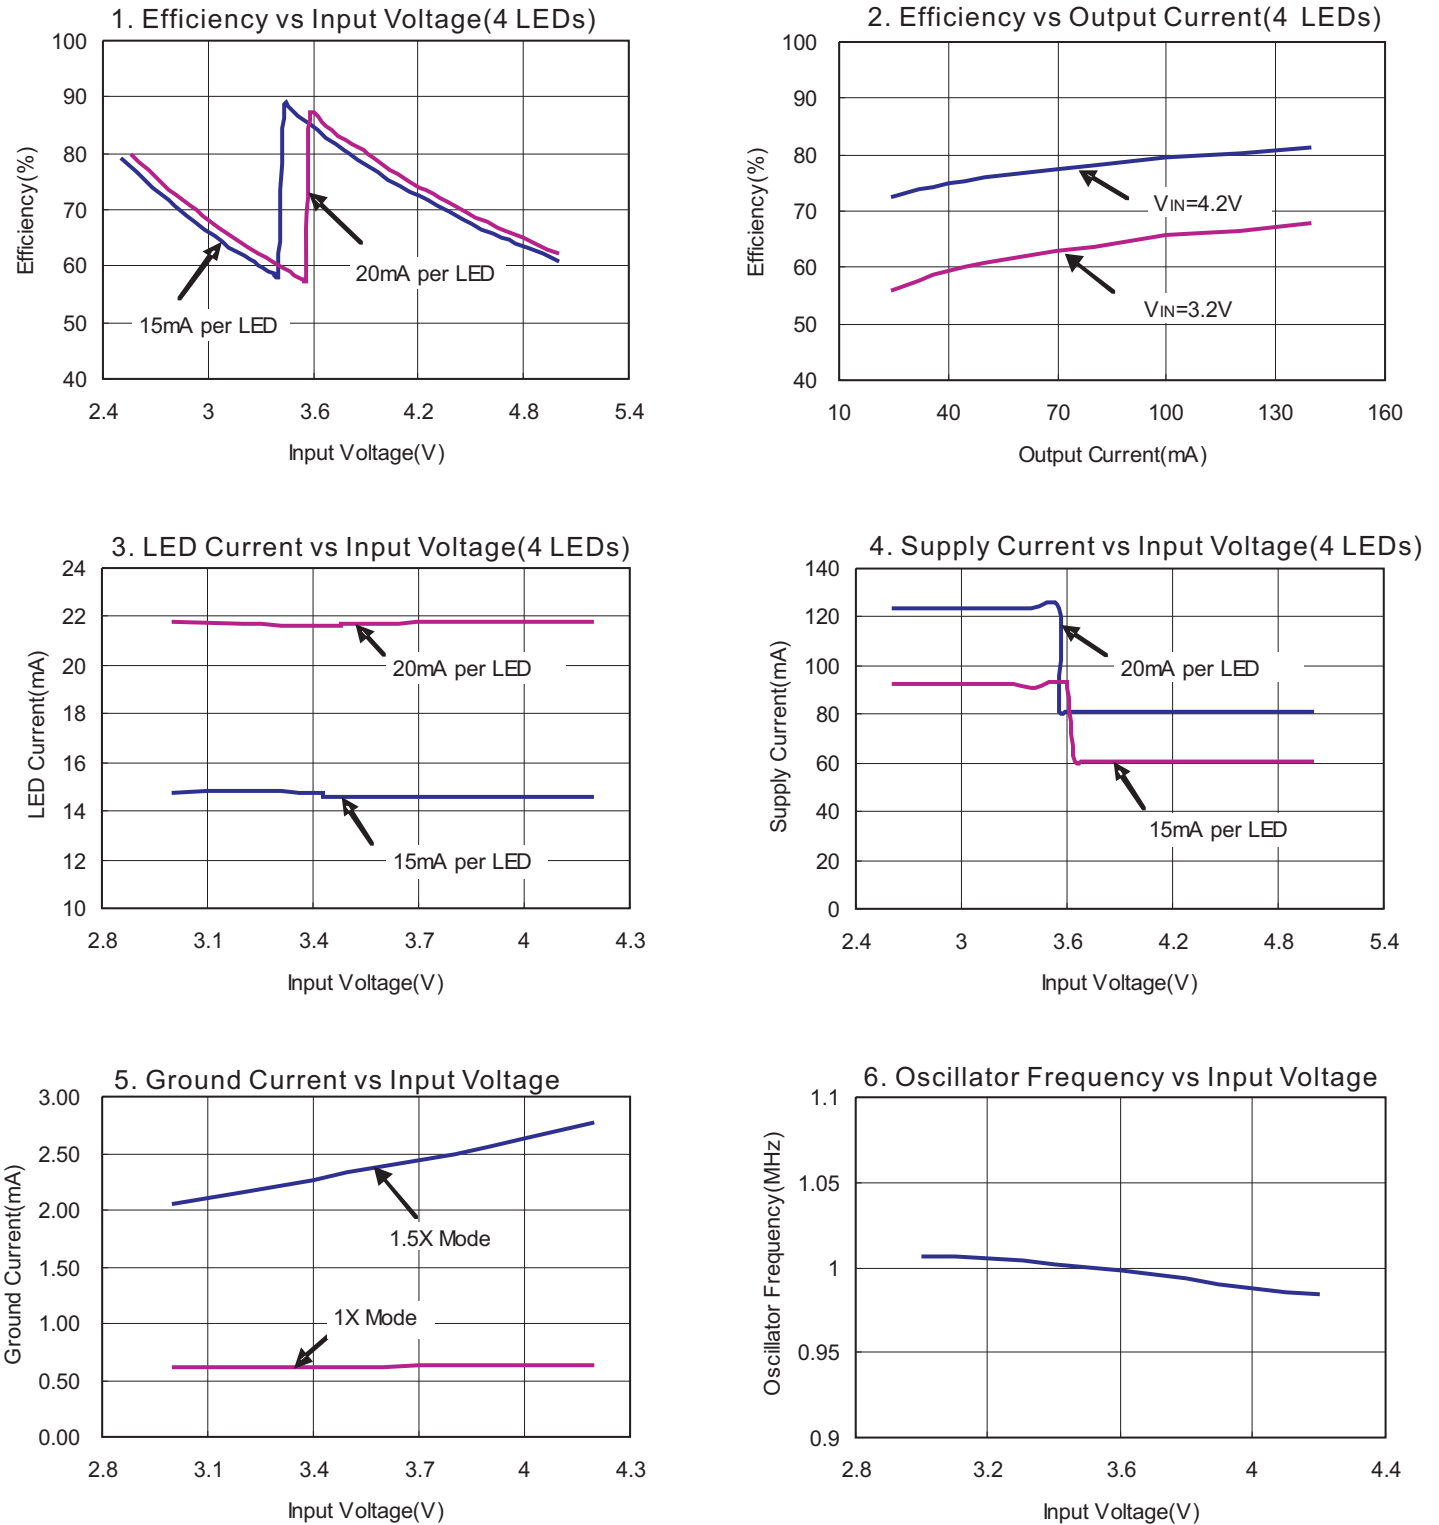 1. Efficiency vs Input Voltage(4 LEDs)
100
90
80
70
60
50
40
Efficiency(%)
20mA per LED
15mA per LED
2.4 3 3.6 4.2 4.8 5.4
Input Voltage(V)
2. Efficiency vs Output Current(4 LEDs)
100
90
80
70
60
50
40
Efficiency(%)
VIN=4.2V
VIN=3.2V
10 40 70 100 130 160
Output Current(mA)
3. LED Current vs Input Voltage(4 LEDs)
24
22
20
18
16
14
12
10
LED Current(mA)
20mA per LED
15mA per LED
2.8 3.1 3.4 3.7 4 4.3
Input Voltage(V)
4. Supply Current vs Input Voltage(4 LEDs)
140
120
100
80
60
40
20
0
Supply Current(mA)
20mA per LED
15mA per LED
2.4 3 3.6 4.2 4.8 5.4
Input Voltage(V)
5. Ground Current vs Input Voltage
3.00
2.50
2.00
1.50
1.00
0.50
0.00
Ground Current(mA)
1.5X Mode
1X Mode
2.8 3.1 3.4 3.7 4 4.3
Input Voltage(V)
6. Oscillator Frequency vs Input Voltage
1.1
1.05
1
0.95
0.9
Oscillator Frequency(MHz)
2.8 3.2 3.6 4 4.4
Input Voltage(V)